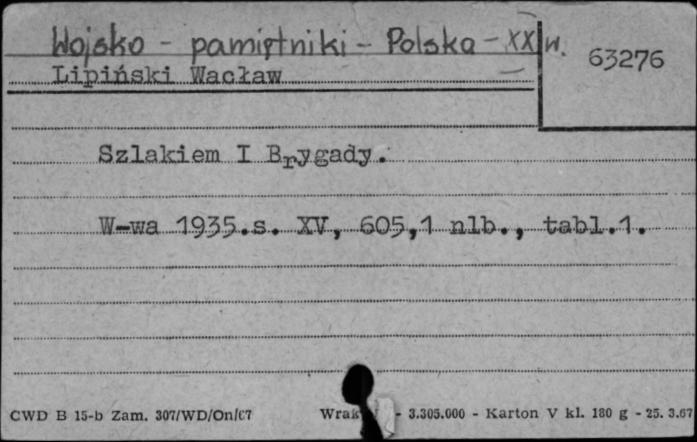 Wojsko - pamiętniki - Polska - XX w.
63276
Lipiński Wacław
Szlakiem I Brygady.
W-wa 1935.s. XV, 605,1 nlb., tabl.1.
CWD B 15-b Zam. 307/WD/On/67 - 3.305.000 - Karton V kl. 180 g - 25. 3.67